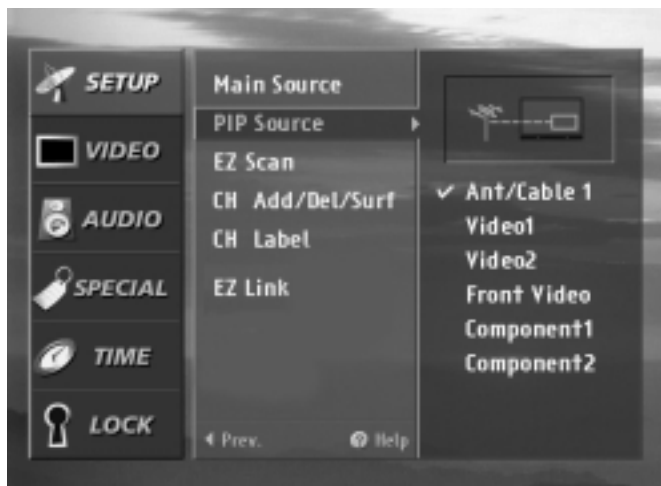 SETUP
VIDEO
AUDIO
SPECIAL
TIME
LOCK
Main Source
PIP Source
EZ Scan
CH Add/Del/Surf
CH Label
EZ Link
Prev.
Help
Ant/Cable 1
Video1
Video2
Front Video
Component1
Component2